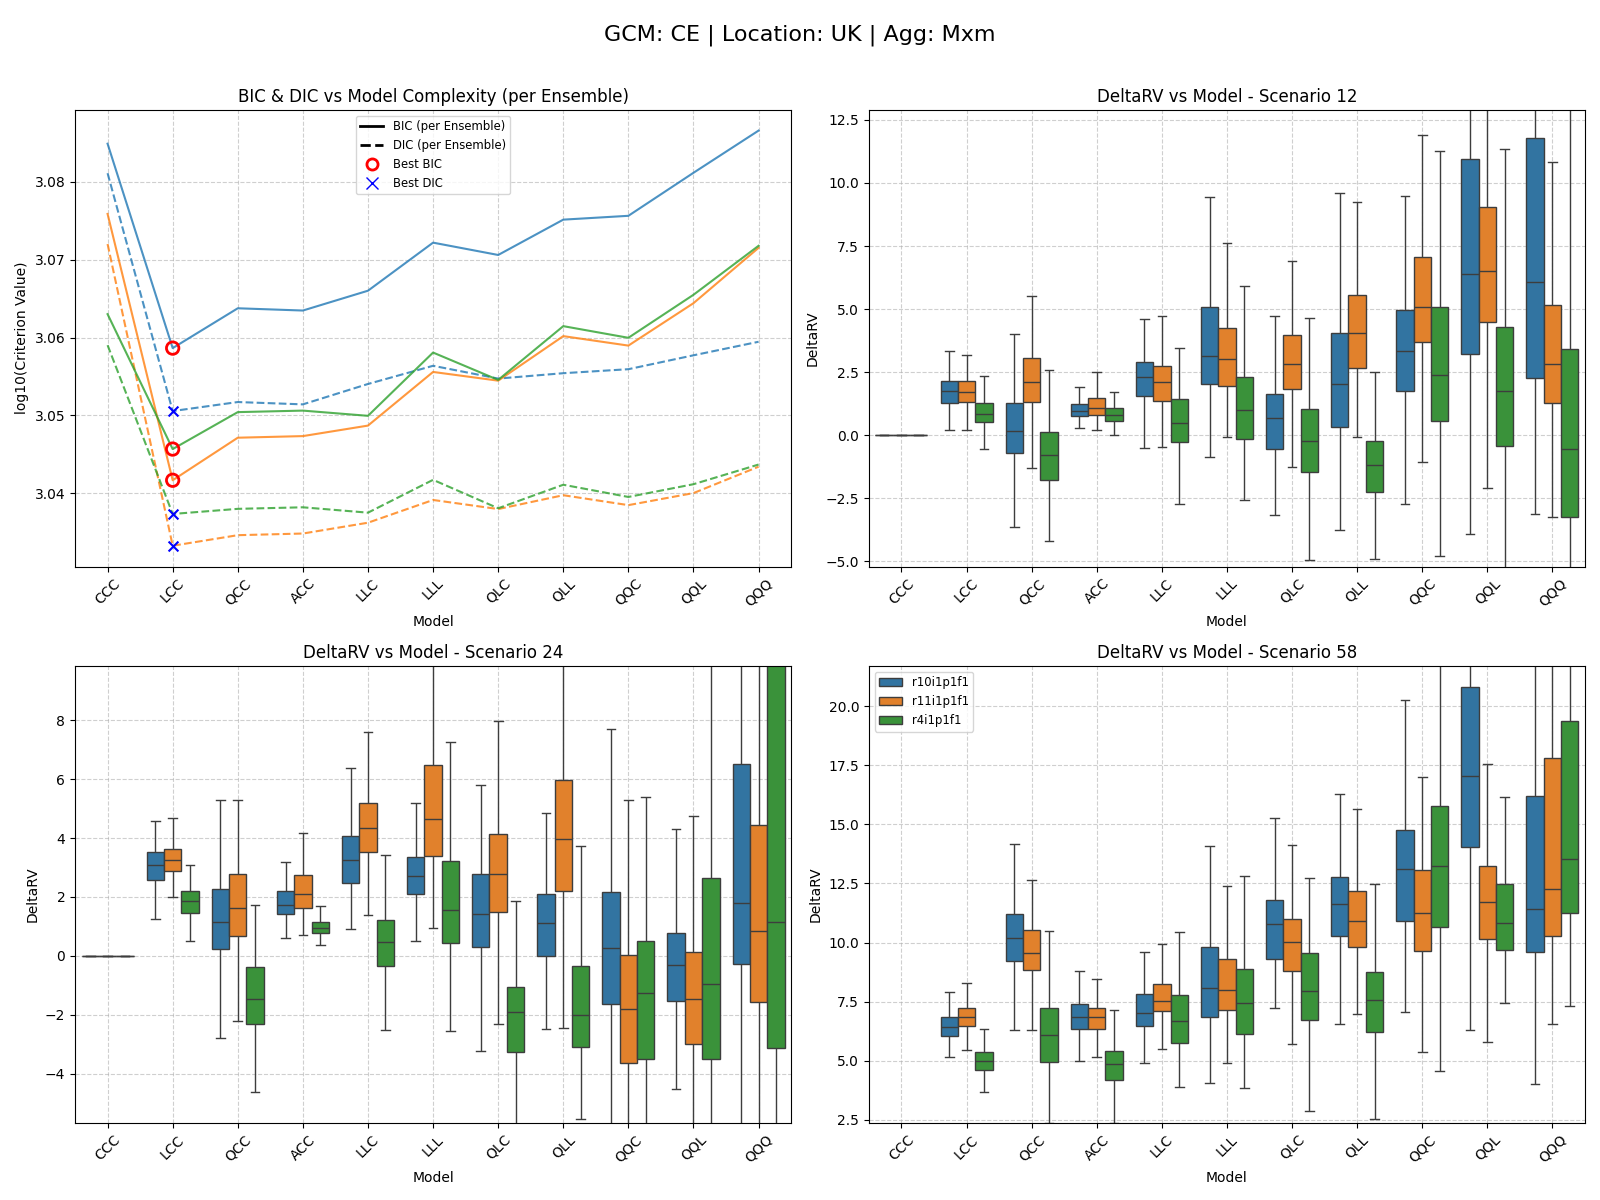 GCM: CE | Location: UK | Agg: Mxm
BIC & DIC vs Model Complexity (per Ensemble)
log10(Criterion Value)
3.08
3.07
3.06
3.05
3.04
BIC (per Ensemble)
DIC (per Ensemble)
Best BIC
Best DIC
CCC LCC QCC ACC LLC LLL QLC QLL QQC QQL QQQ
Model
DeltaRV vs Model - Scenario 12
DeltaRV
12.5
10.0
7.5
5.0
2.5
0.0
−2.5
−5.0
CCC LCC QCC ACC LLC LLL QLC QLL QQC QQL QQQ
Model
DeltaRV vs Model - Scenario 24
DeltaRV
8
6
4
2
0
−2
−4
CCC LCC QCC ACC LLC LLL QLC QLL QQC QQL QQQ
Model
DeltaRV vs Model - Scenario 58
DeltaRV
20.0
17.5
15.0
12.5
10.0
7.5
5.0
2.5
r10i1p1f1
r11i1p1f1
r4i1p1f1
CCC LCC QCC ACC LLC LLL QLC QLL QQC QQL QQQ
Model